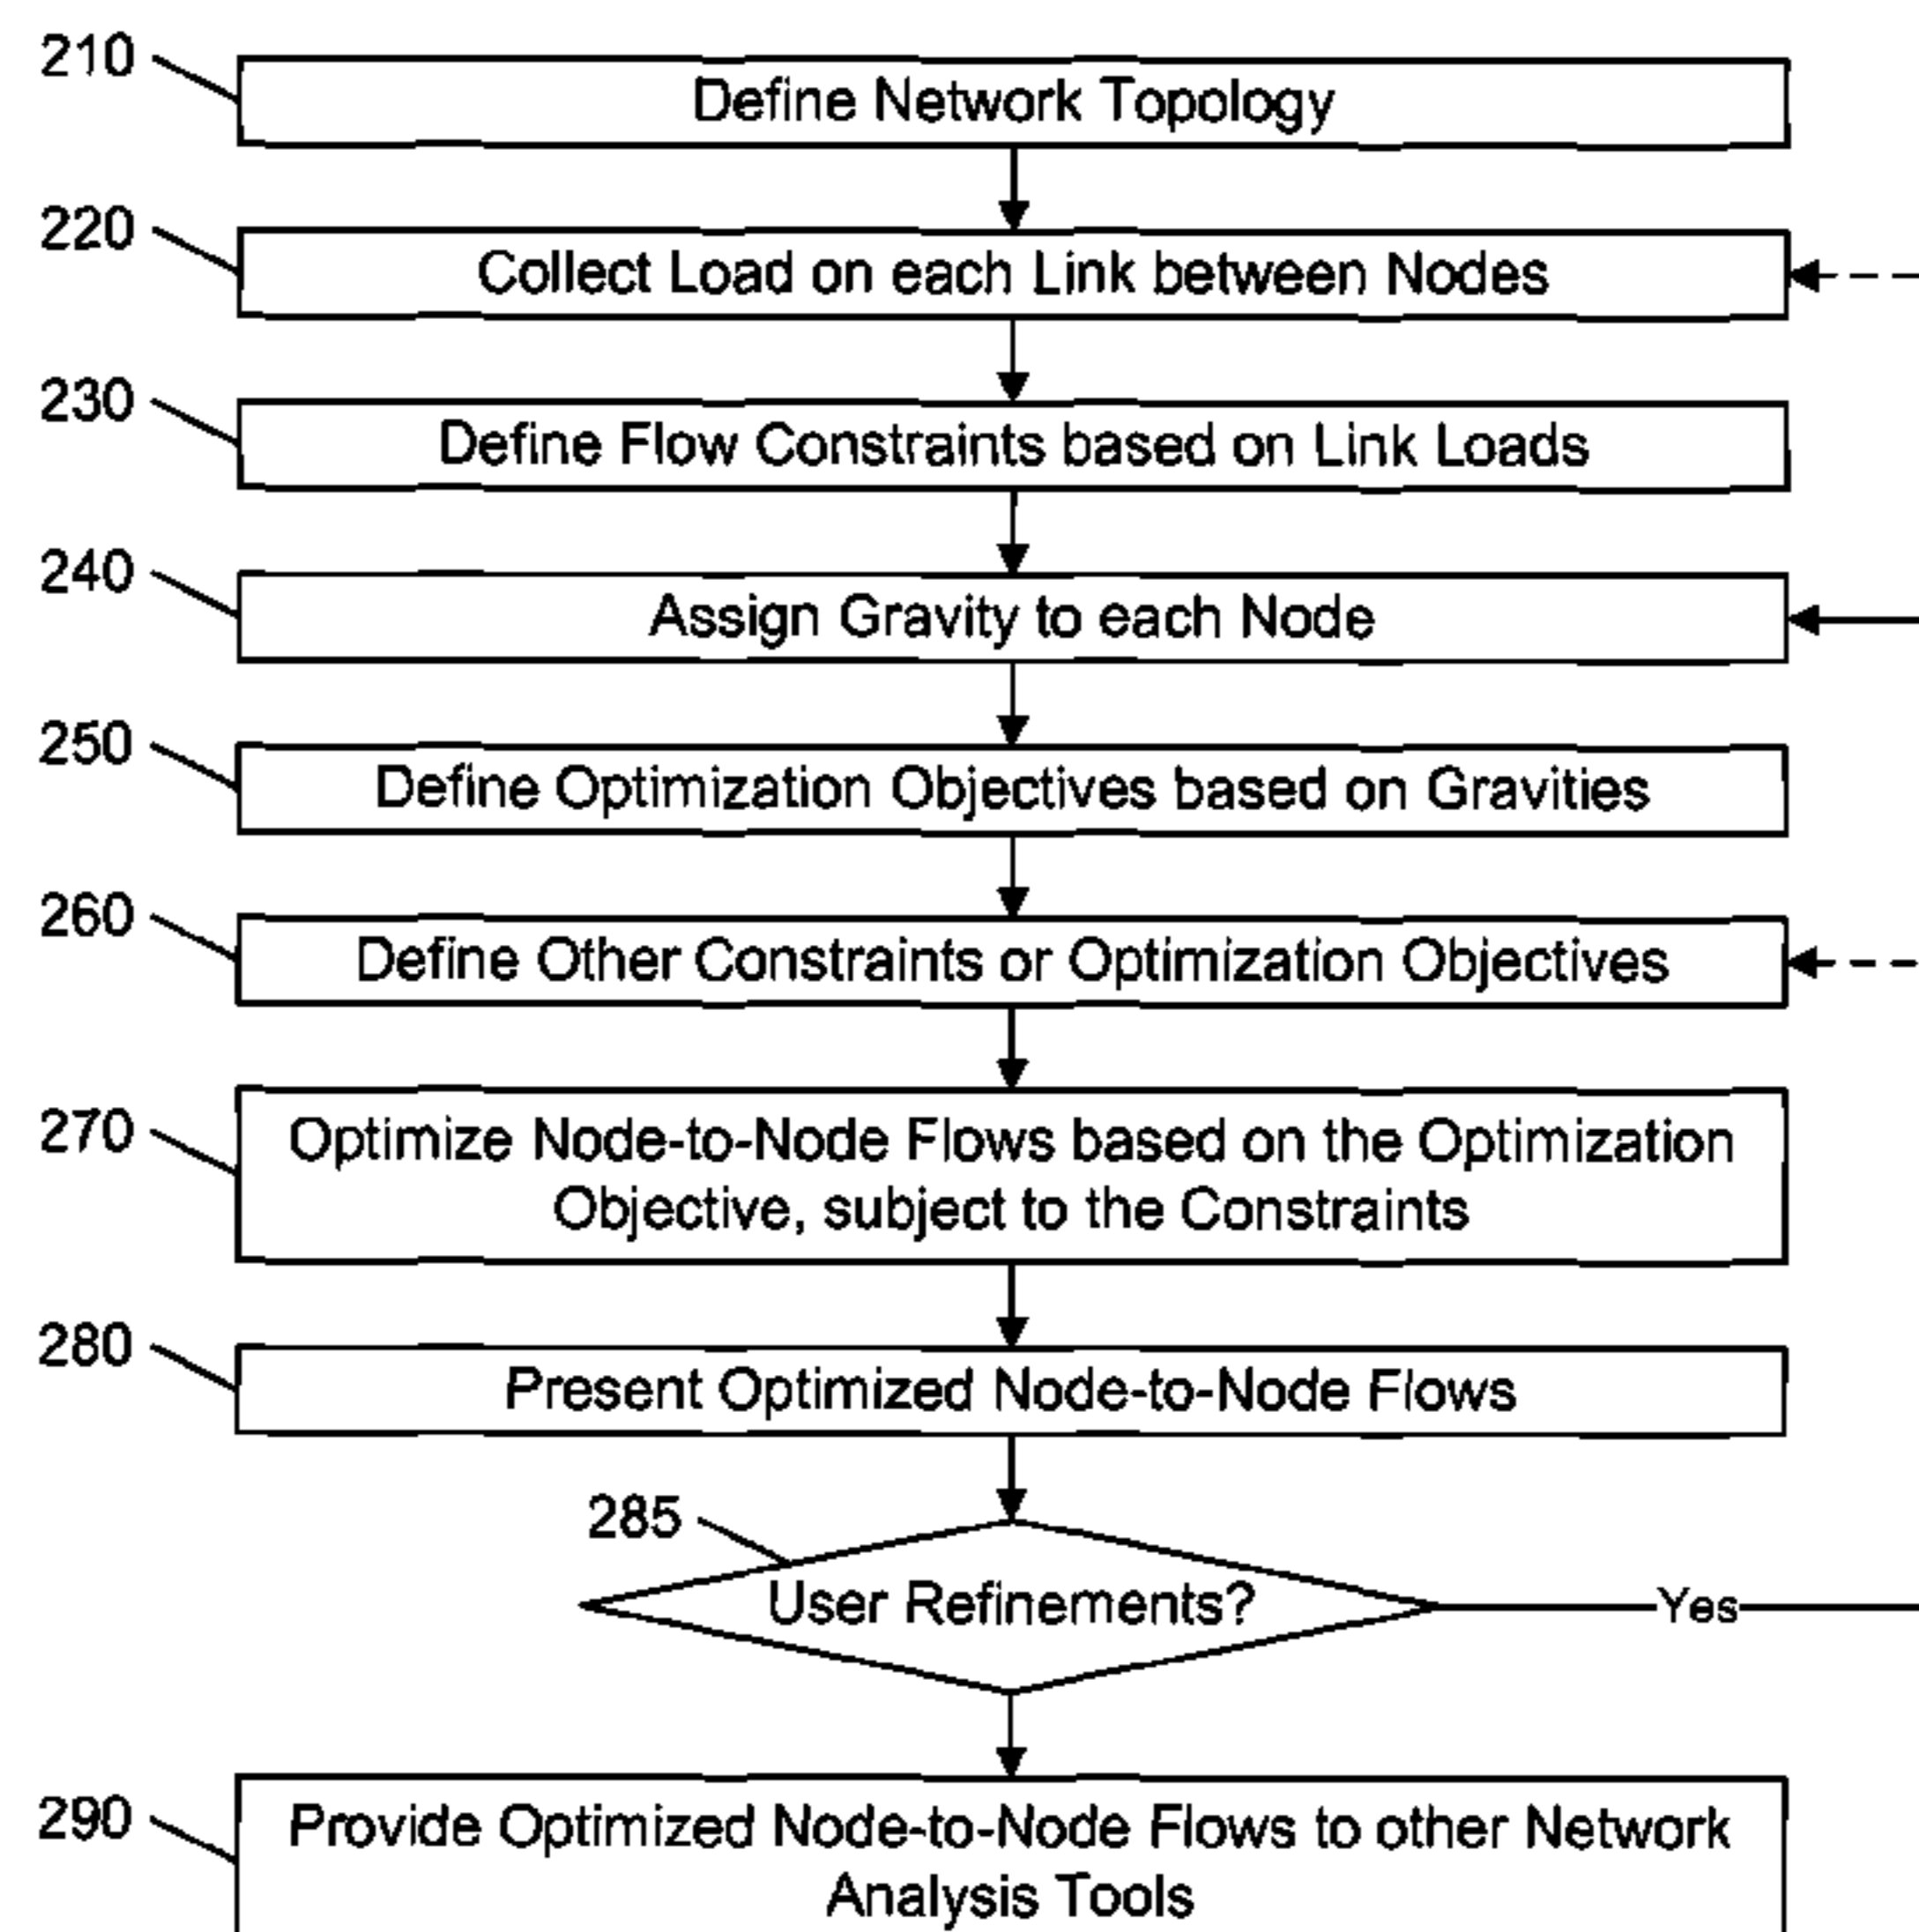 210
Define Network Topology
220
Collect Load on each Link between Nodes
230
Define Flow Constraints based on Link Loads
240
Assign Gravity to each Node
250
Define Optimization Objectives based on Gravities
260
Define Other Constraints or Optimization Objectives
270
Optimize Node-to-Node Flows based on the Optimization
Objective, subject to the Constraints
280
Present Optimized Node-to-Node Flows
285
User Refinements?
Yes
290
Provide Optimized Node-to-Node Flows to other Network
Analysis Tools